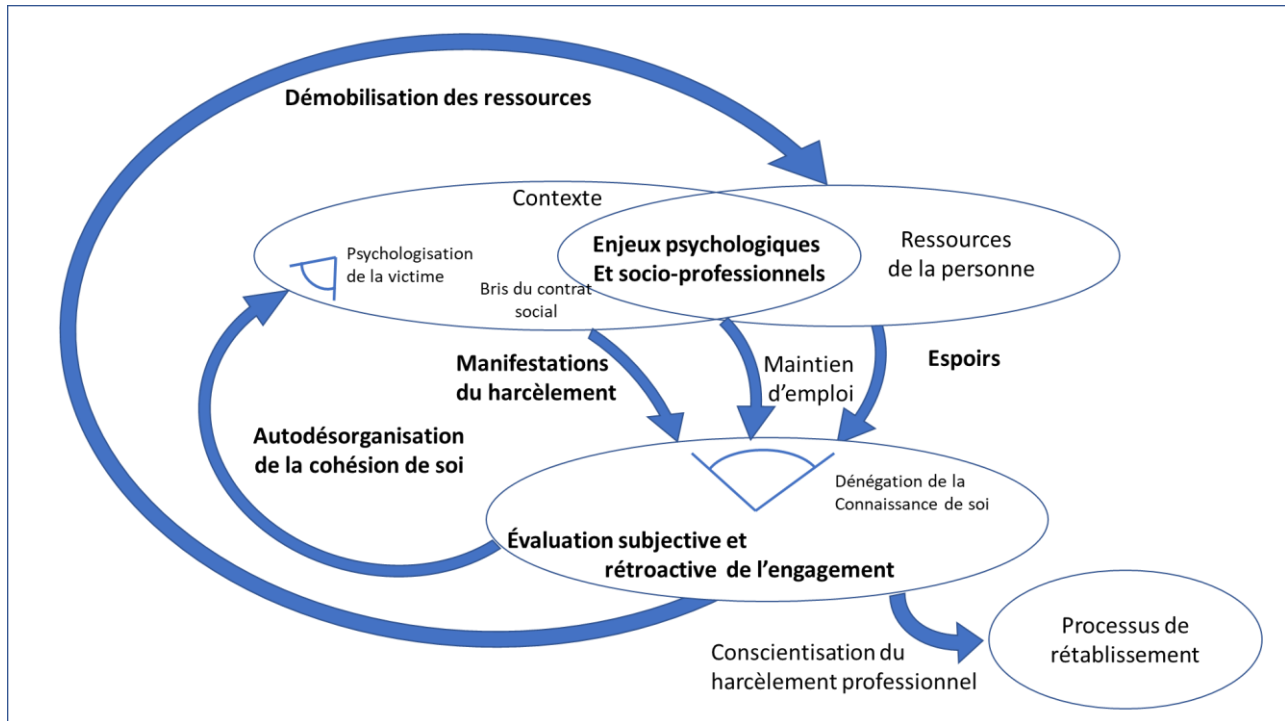 Démobilisation des ressources
Contexte
Psychologisation
de la victime
Bris du contrat
social
Enjeux psychologiques
Et socio-professionnels
Ressources
de la personne
Manifestations
du harcèlement
Maintien
d’emploi
Espoirs
Autodésorganisation
de la cohésion de soi
Dénégation de la
Connaissance de soi
Évaluation subjective et
rétroactive de l’engagement
Conscientisation du
harcèlement professionnel
Processus de
rétablissement